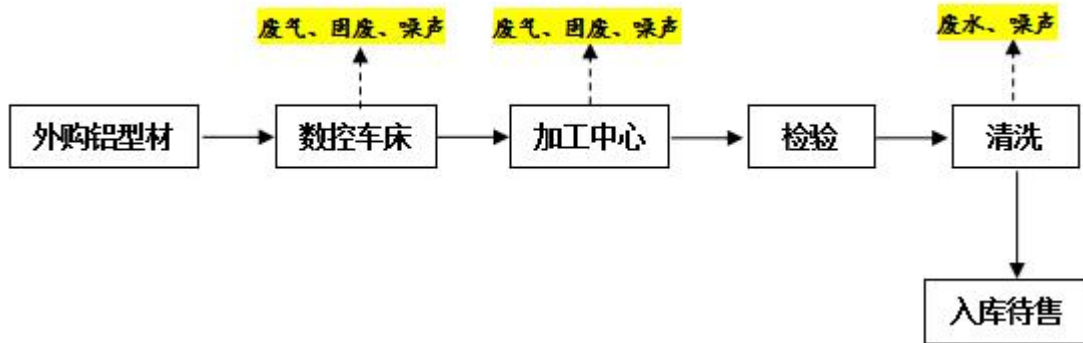 废气、固废、噪声 废气、固废、噪声 废水、噪声
外购铝型材 数控车床 加工中心 检验 清洗
入库待售